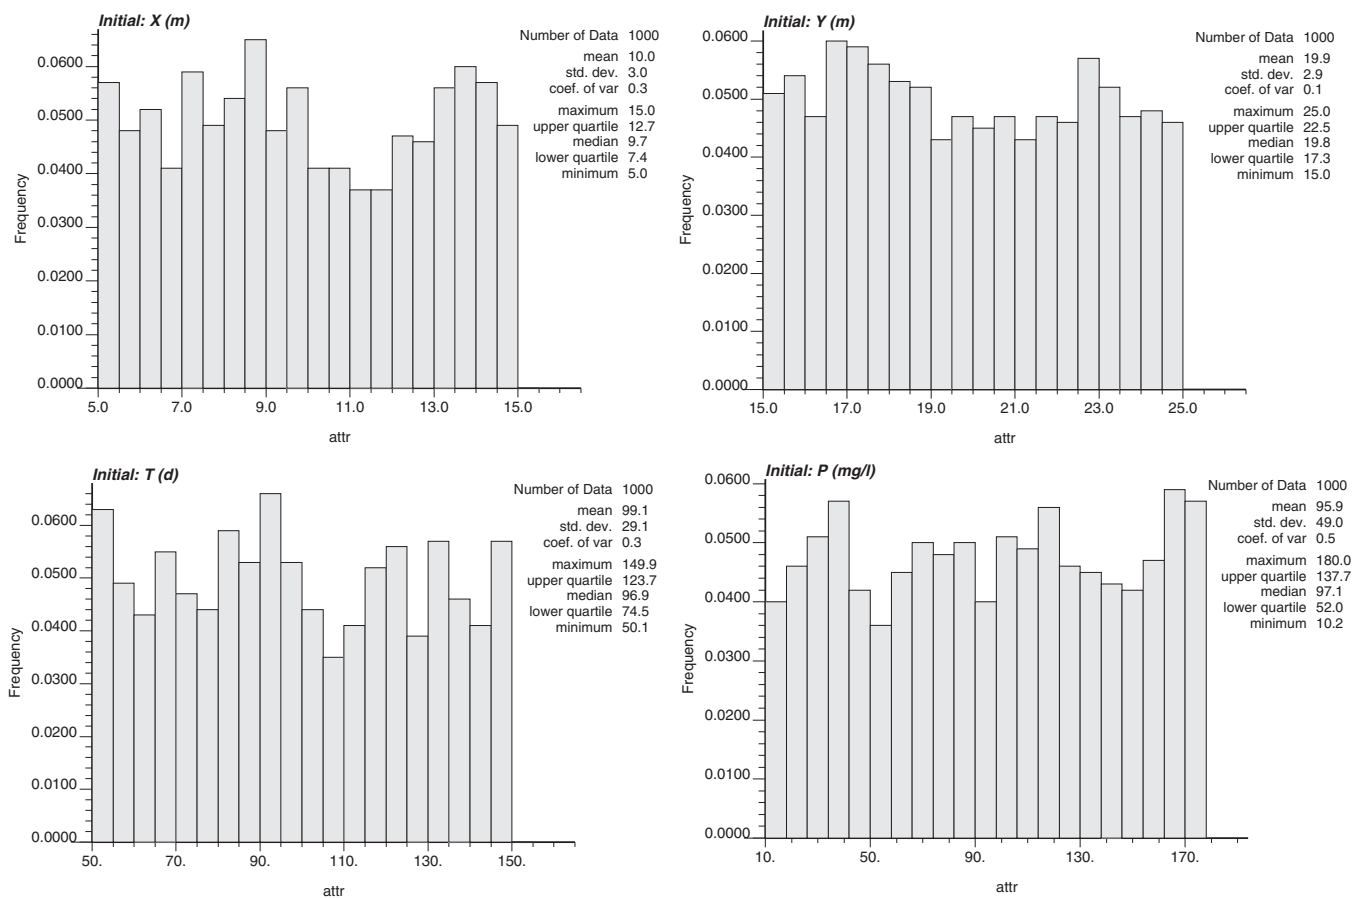 Initial: X (m)
Number of Data 1000
mean 10.0
std. dev. 3.0
coef. of var 0.3
maximum 15.0
upper quartile 12.7
median 9.7
lower quartile 7.4
minimum 5.0
Frequency
0.0600
0.0500
0.0400
0.0300
0.0200
0.0100
0.0000
5.0 7.0 9.0 11.0 13.0 15.0
attr
Initial: Y (m)
Number of Data 1000
mean 19.9
std. dev. 2.9
coef. of var 0.1
maximum 25.0
upper quartile 22.5
median 19.8
lower quartile 17.3
minimum 15.0
Frequency
0.0600
0.0500
0.0400
0.0300
0.0200
0.0100
0.0000
15.0 17.0 19.0 21.0 23.0 25.0
attr
Initial: T (d)
Number of Data 1000
mean 99.1
std. dev. 29.1
coef. of var 0.3
maximum 149.9
upper quartile 123.7
median 96.9
lower quartile 74.5
minimum 50.1
Frequency
0.0600
0.0500
0.0400
0.0300
0.0200
0.0100
0.0000
50. 70. 90. 110. 130. 150.
attr
Initial: P (mg/l)
Number of Data 1000
mean 95.9
std. dev. 49.0
coef. of var 0.5
maximum 180.0
upper quartile 137.7
median 97.1
lower quartile 52.0
minimum 10.2
Frequency
0.0600
0.0500
0.0400
0.0300
0.0200
0.0100
0.0000
10. 50. 90. 130. 170.
attr